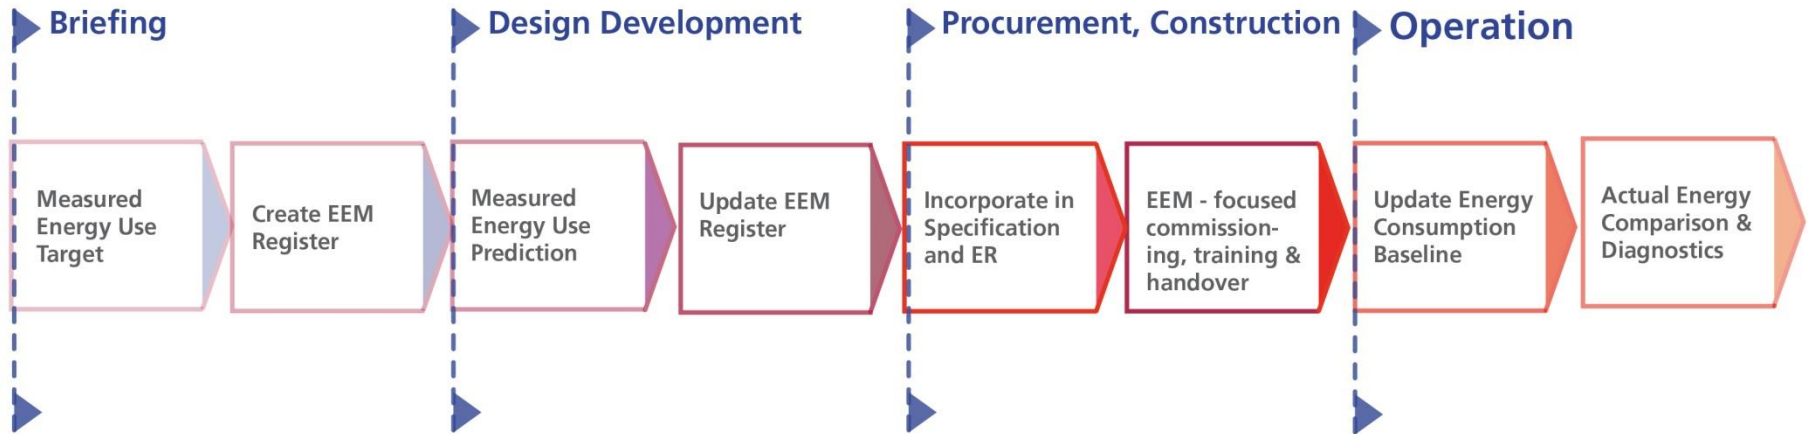 Briefing
Design Development
Procurement, Construction
Operation
Measured
Energy Use
Target
Create EEM
Register
Measured
Energy Use
Prediction
Update EEM
Register
Incorporate in
Specification
and ER
EEM - focused
commission-
ing, training &
handover
Update Energy
Consumption
Baseline
Actual Energy
Comparison &
Diagnostics